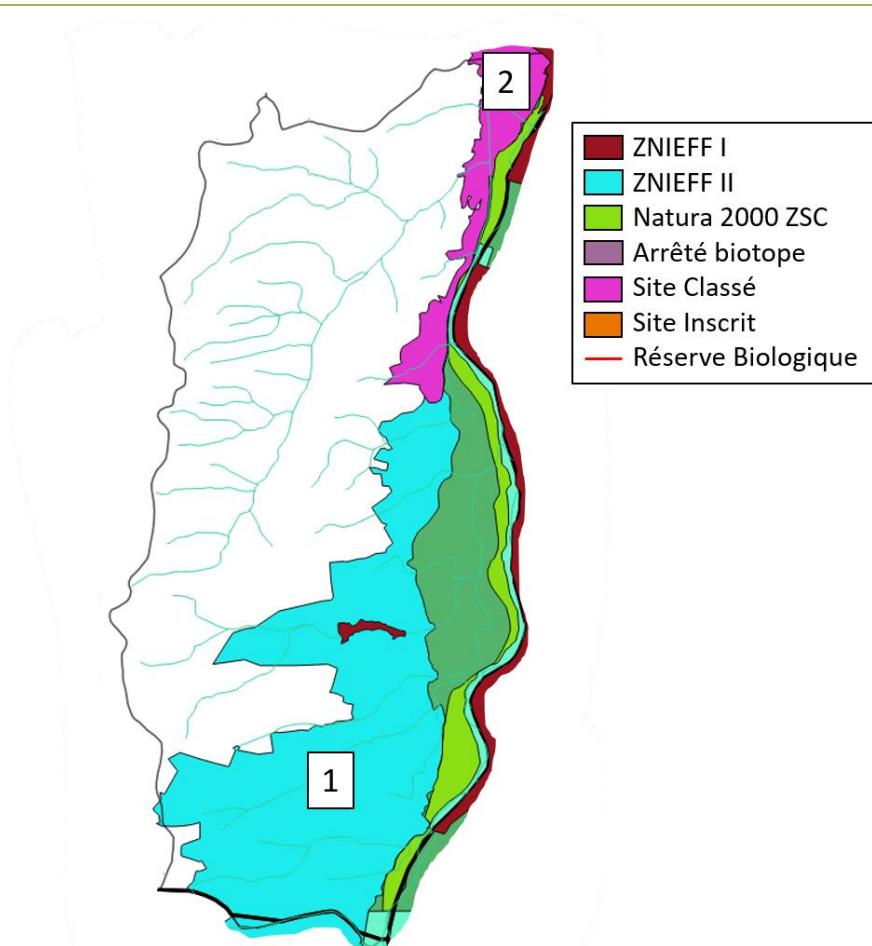 2
ZNIEFF I
ZNIEFF II
Natura 2000 ZSC
Arrêté biotope
Site Classé
Site Inscrit
Réserve Biologique
1